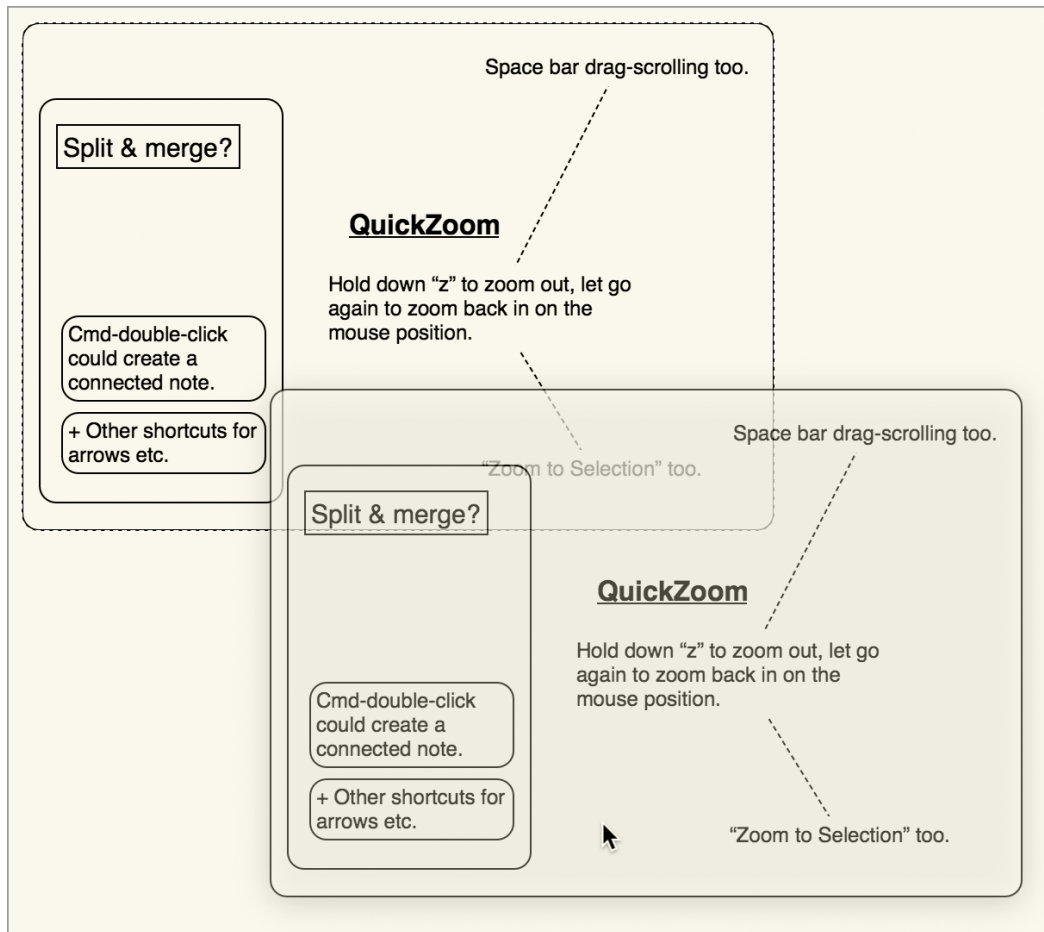 Space bar drag-scrolling too.
Split & merge?
QuickZoom
Hold down “z” to zoom out, let go
again to zoom back in on the
mouse position.
Cmd-double-click
could create a
connected note.
+ Other shortcuts for
arrows etc.
“Zoom to Selection” too.
Space bar drag-scrolling too.
Split & merge?
QuickZoom
Hold down “z” to zoom out, let go
again to zoom back in on the
mouse position.
Cmd-double-click
could create a
connected note.
+ Other shortcuts for
arrows etc.
“Zoom to Selection” too.